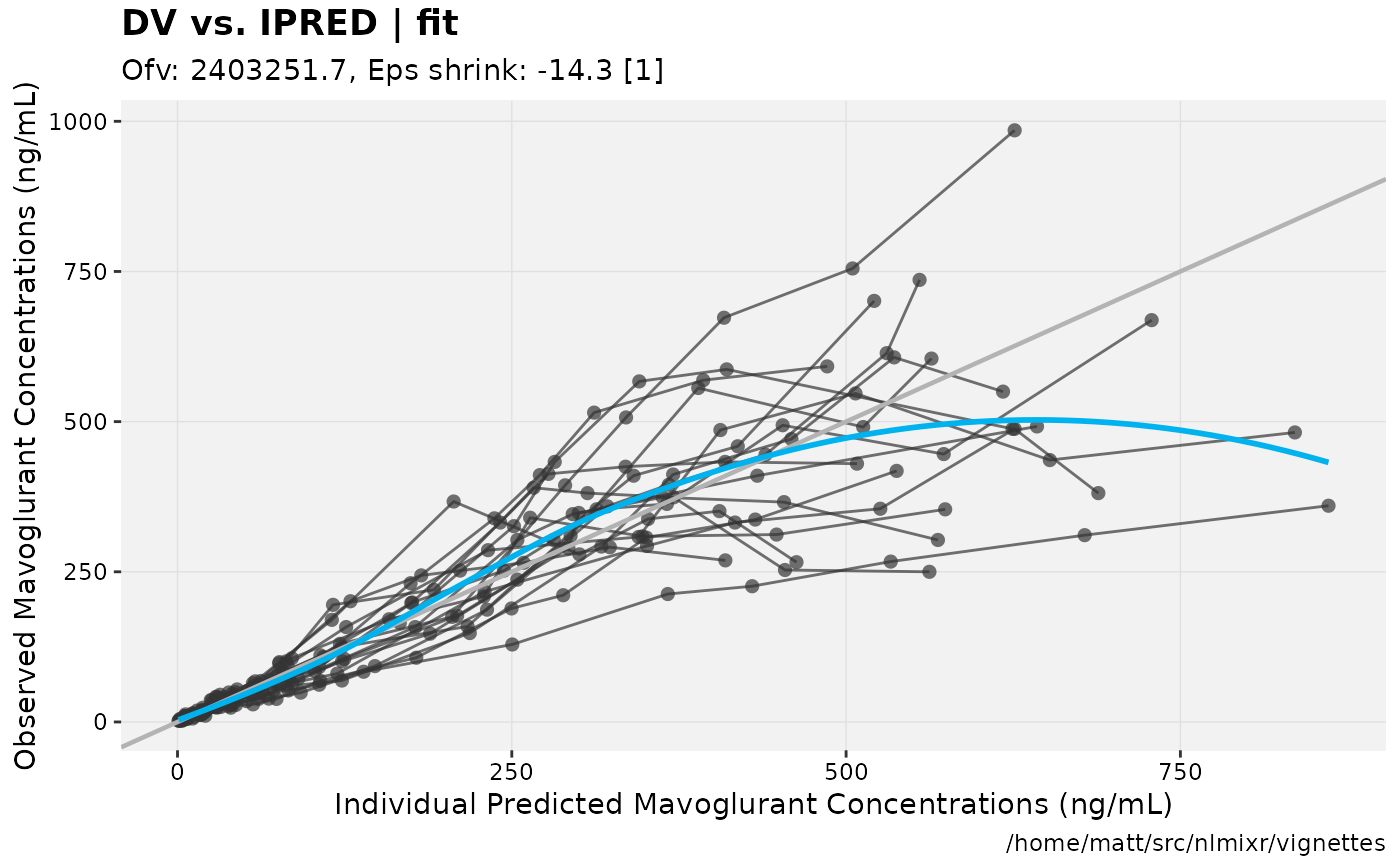 DV vs. IPRED | fit
Ofv: 2403251.7, Eps shrink: -14.3 [1]
Observed Mavoglurant Concentrations (ng/mL)
1000
750
500
250
0
0 250 500 750
Individual Predicted Mavoglurant Concentrations (ng/mL)
/home/matt/src/nlmixr/vignettes